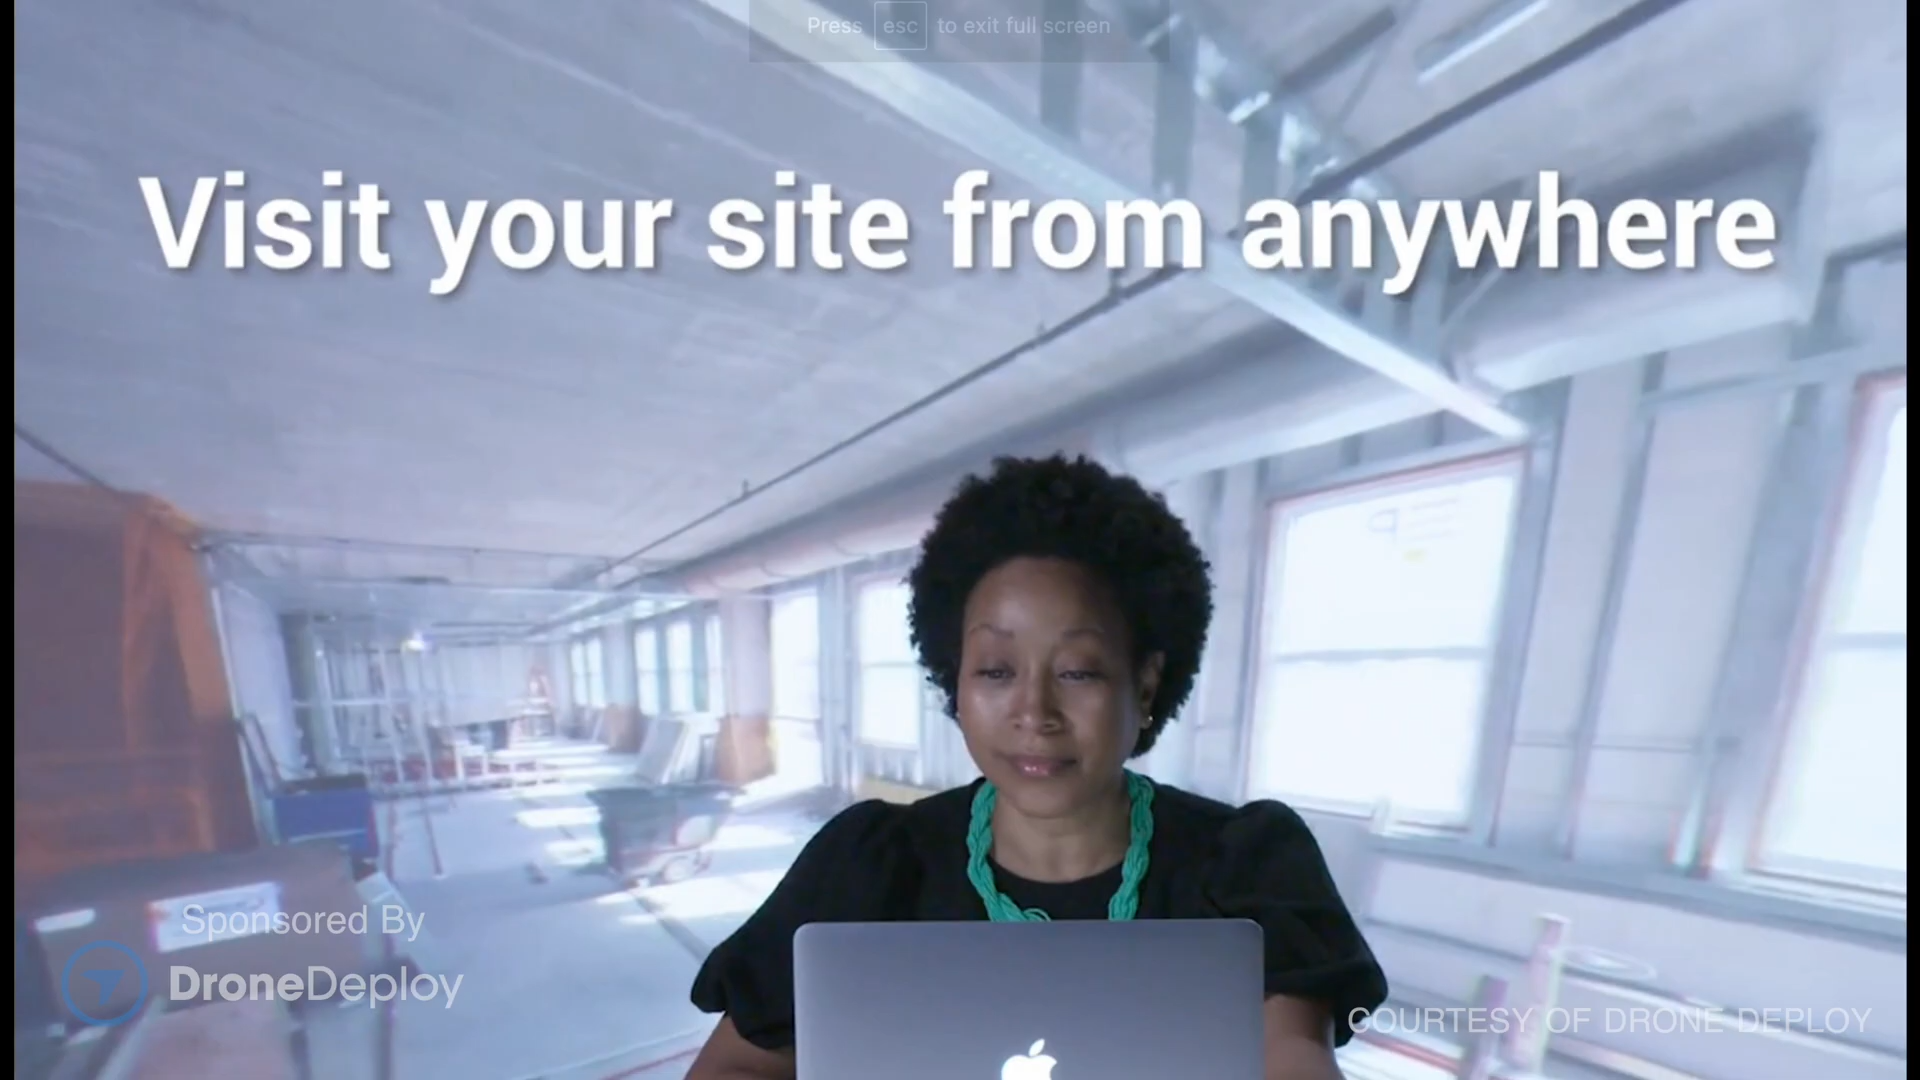 Press esc to exit full screen
Visit your site from anywhere
Sponsored By
DroneDeploy
COURTESY OF DRONE DEPLOY